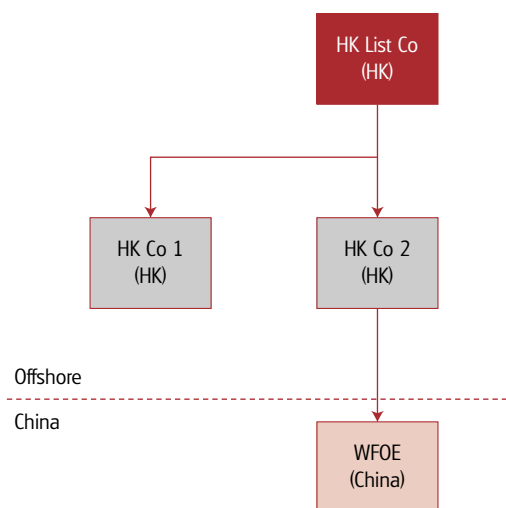 HK List Co
(HK)
HK Co 1
(HK)
HK Co 2
(HK)
Offshore
China
WFOE
(China)